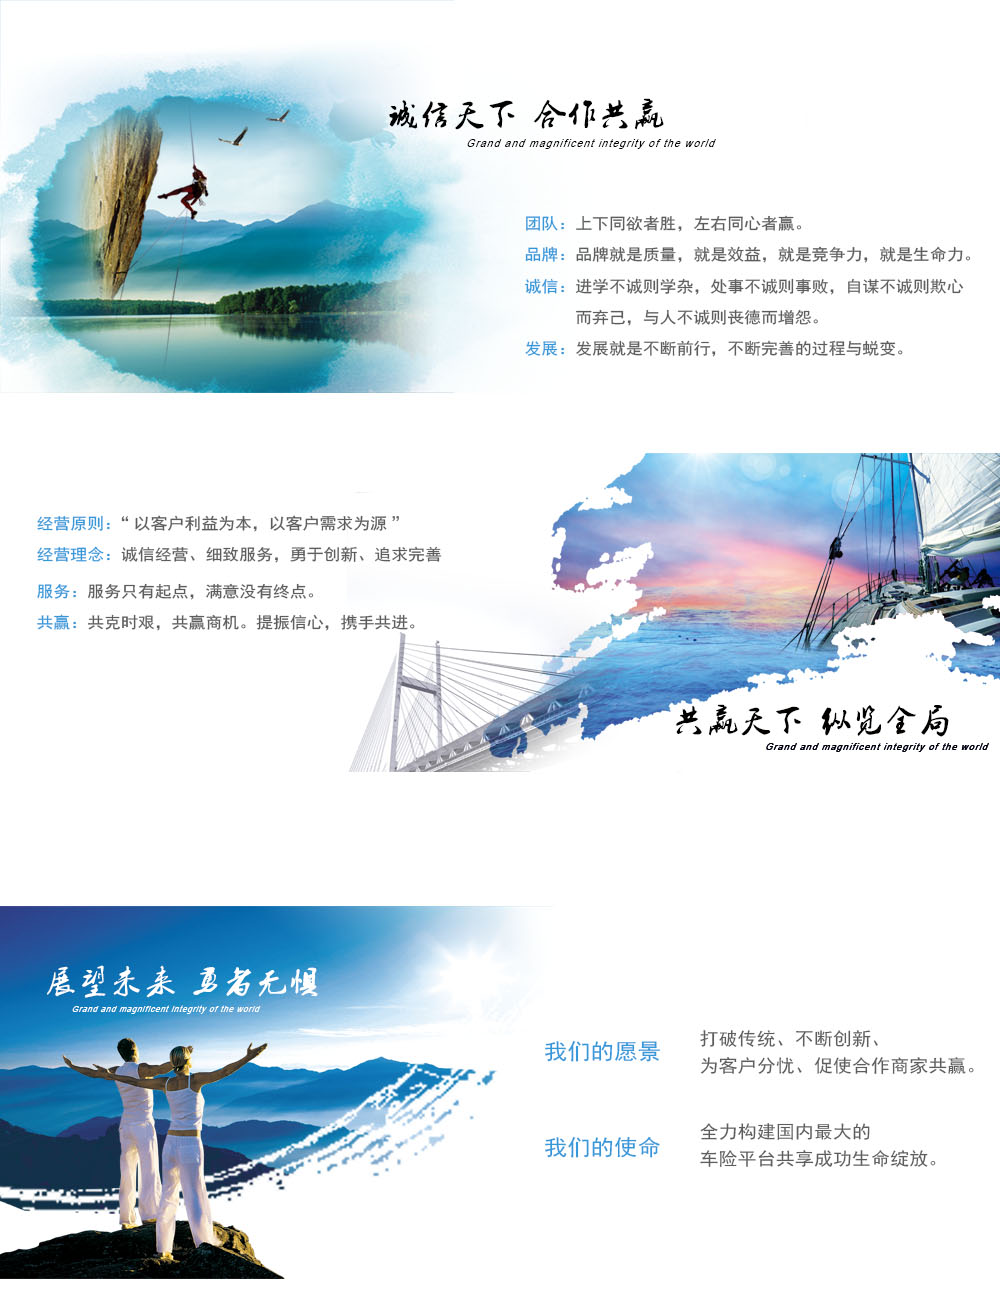 诚信天下 合作共赢
Grand and magnificent integrity of the world
团队：上下同欲者胜，左右同心者赢。
品牌：品牌就是质量，就是效益，就是竞争力，就是生命力。
诚信：进学不诚则学杂，处事不诚则事败，自谋不诚则欺心
而弃己，与人不诚则丧德而增怨。
发展：发展就是不断前行，不断完善的过程与蜕变。
经营原则：“以客户利益为本，以客户需求为源”
经营理念：诚信经营、细致服务，勇于创新、追求完善
服务：服务只有起点，满意没有终点。
共赢：共克时艰，共赢商机。提振信心，携手共进。
共赢天下 纵览全局
Grand and magnificent integrity of the world
展望未来 勇者无惧
Grand and magnificent integrity of the world
我们的愿景
打破传统、不断创新、
为客户分忧、促使合作商家共赢。
我们的使命
全力构建国内最大的
车险平台共享成功生命绽放。